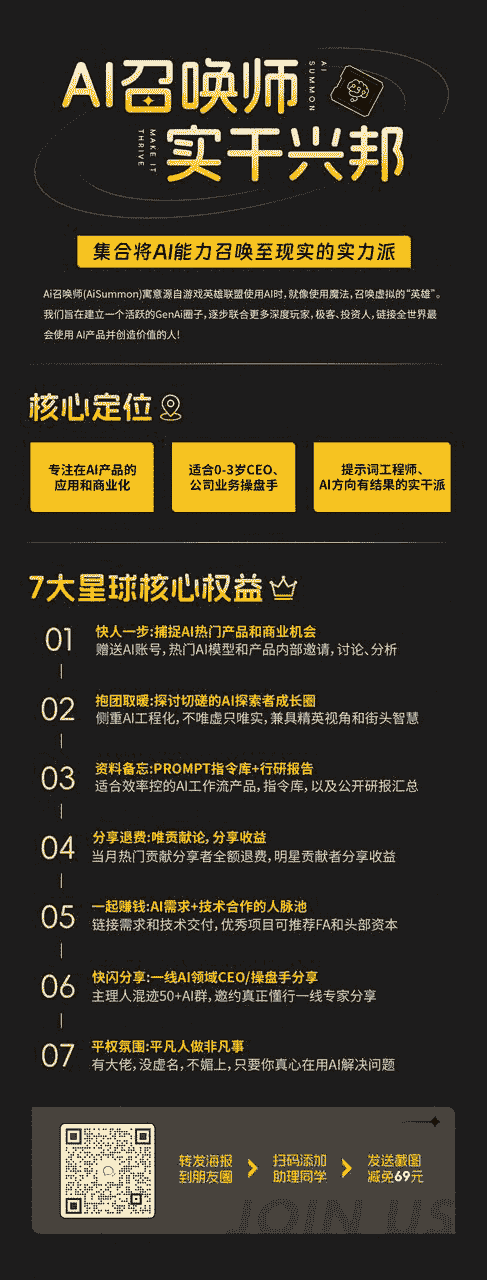 AI召唤师
AI SUMMON
MAKE IT THRIVE
实干兴邦
集合将AI能力召唤至现实的实力派
Ai召唤师(AiSummon)寓意源自游戏英雄联盟使用AI时,就像使用魔法,召唤虚拟的“英雄”。
我们旨在建立一个活跃的GenAi圈子,逐步联合更多深度玩家,极客、投资人,链接全世界最
会使用 AI产品并创造价值的人!
核心定位
专注在AI产品的
应用和商业化
适合0-3岁CEO、
公司业务操盘手
提示词工程师、
AI方向有结果的实干派
7大星球核心权益
01
快人一步:捕捉AI热门产品和商业机会
赠送AI账号,热门AI模型和产品内部邀请,讨论、分析
02
抱团取暖:探讨切磋的AI探索者成长圈
侧重AI工程化,不唯虚只唯实,兼具精英视角和街头智慧
03
资料备忘:PROMPT指令库+行研报告
适合效率控的AI工作流产品,指令库,以及公开研报汇总
04
分享退费:唯贡献论,分享收益
当月热门贡献分享者全额退费,明星贡献者分享收益
05
一起赚钱:AI需求+技术合作的人脉池
链接需求和技术交付,优秀项目可推荐FA和头部资本
06
快闪分享:一线AI领域CEO/操盘手分享
主理人混迹50+AI群,邀约真正懂行一线专家分享
07
平权氛围:平凡人做非凡事
有大佬,没虚名,不媚上,只要你真心在用AI解决问题
转发海报
到朋友圈
扫码添加
助理同学
发送截图
减免69元
JOIN US